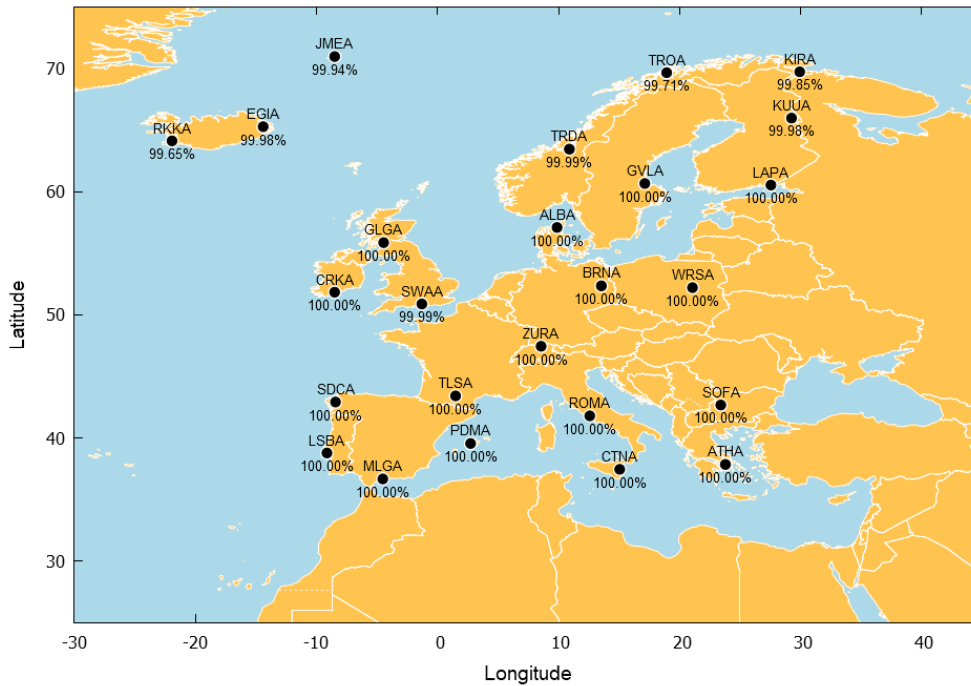 JMEA
99.94%
TROA
99.71%
KIRA
99.85%
70
EGIA
99.98%
RKKA
99.65%
KUUA
99.98%
TRDA
99.99%
GVLA
100.00%
LAPA
100.00%
60
ALBA
100.00%
GLGA
100.00%
CRKA
100.00%
SWAA
99.99%
BRNA
100.00%
WRSA
100.00%
50
ZURA
100.00%
SDCA
100.00%
TLSA
100.00%
ROMA
100.00%
SOFA
100.00%
40
LSBA
100.00%
PDMA
100.00%
MLGA
100.00%
CTNA
100.00%
ATHA
100.00%
30
Latitude
-30 -20 -10 0 10 20 30 40
Longitude